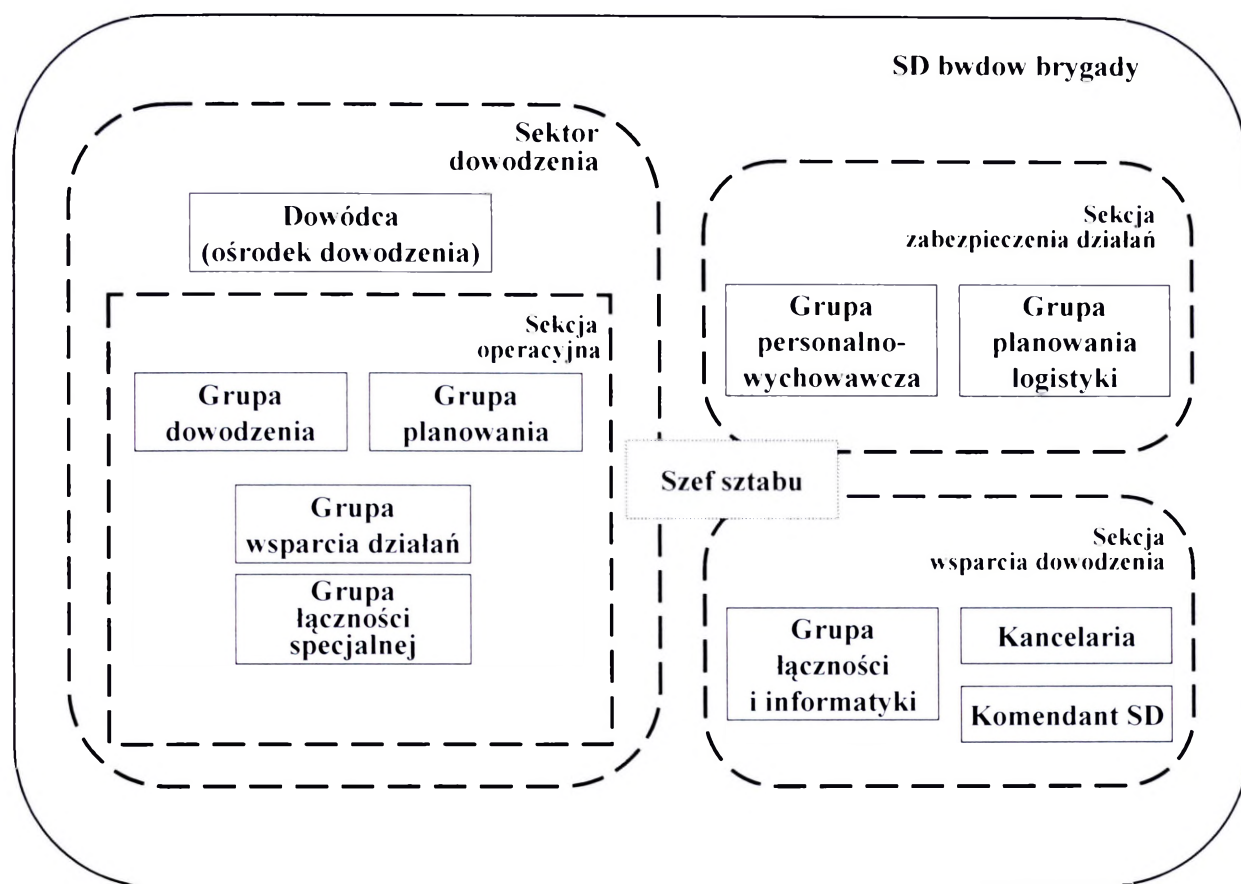 SD bwdow brygady
Sektor
dowodzenia
Dowódca
(ośrodek dowodzenia)
Sekcja
operacyjna
Grupa
dowodzenia
Grupa
planowania
Grupa
wsparcia działań
Grupa
łączności
specjalnej
Szef sztabu
Sekcja
zabezpieczenia działań
Grupa
personalno-
wychowawcza
Grupa
planowania
logistyki
Sekcja
wsparcia dowodzenia
Grupa
łączności
i informatyki
Kancelaria
Komendant SD